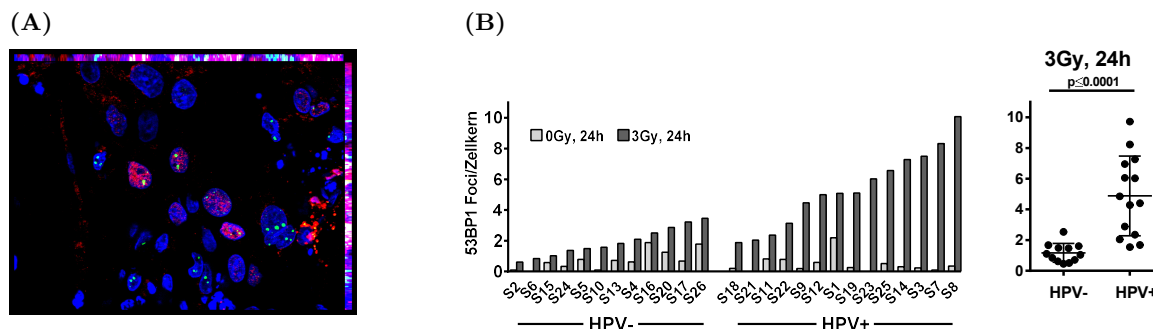 (A)
(B)
3Gy, 24h
p≤0.0001
53BP1 Foci/Zellkern
10
8
6
4
2
0
0Gy, 24h
3Gy, 24h
10
8
6
4
2
0
S2
S6
S15
S24
S5
S10
S13
S4
S16
S20
S17
S26
S18
S21
S11
S22
S9
S12
S1
S19
S23
S25
S14
S3
S7
S8
HPV-
HPV+
HPV-
HPV+